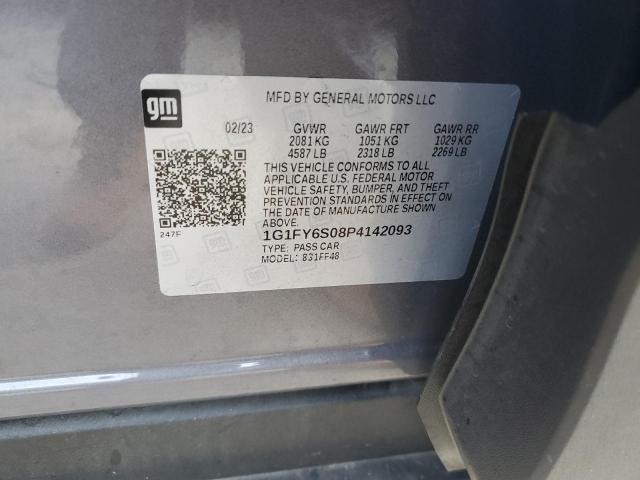 gm
MFD BY GENERAL MOTORS LLC
02/23 GVWR GAWR FRT GAWR RR
2081 KG 1051 KG 1029 KG
4587 LB 2318 LB 2269 LB
THIS VEHICLE CONFORMS TO ALL
APPLICABLE U.S. FEDERAL MOTOR
VEHICLE SAFETY, BUMPER, AND THEFT
PREVENTION STANDARDS IN EFFECT ON
THE DATE OF MANUFACTURE SHOWN
ABOVE.
247F
1G1FY6S08P4142093
TYPE: PASS CAR
MODEL: 831FF48